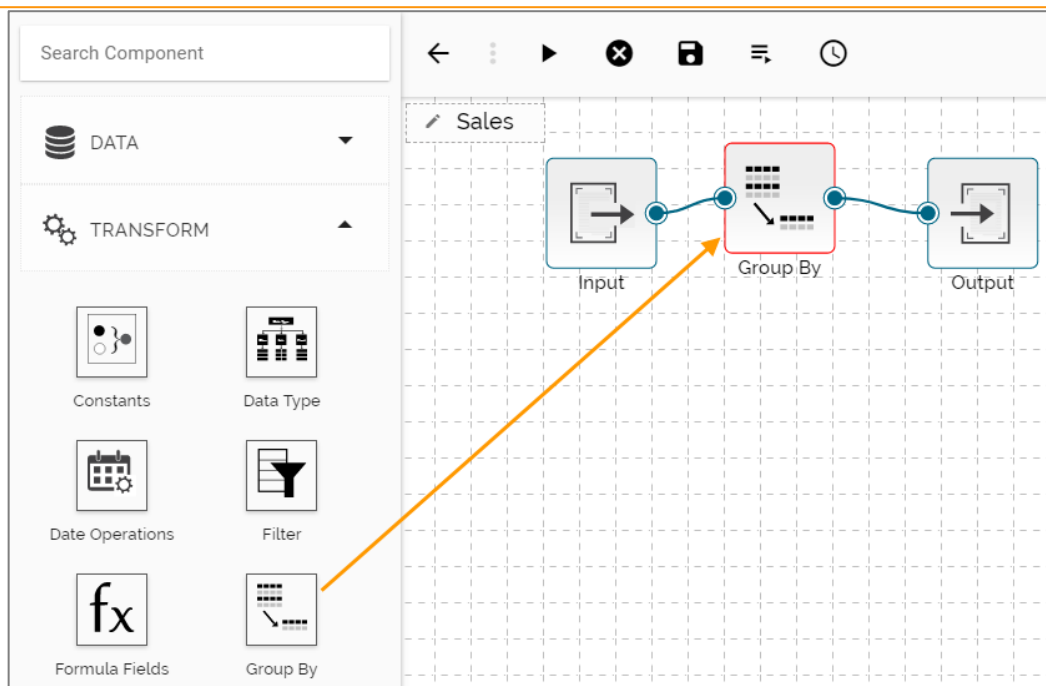 Search Component
DATA
TRANSFORM
Constants
Data Type
Date Operations
Filter
fx
Formula Fields
Group By
Sales
Input
Group By
Output